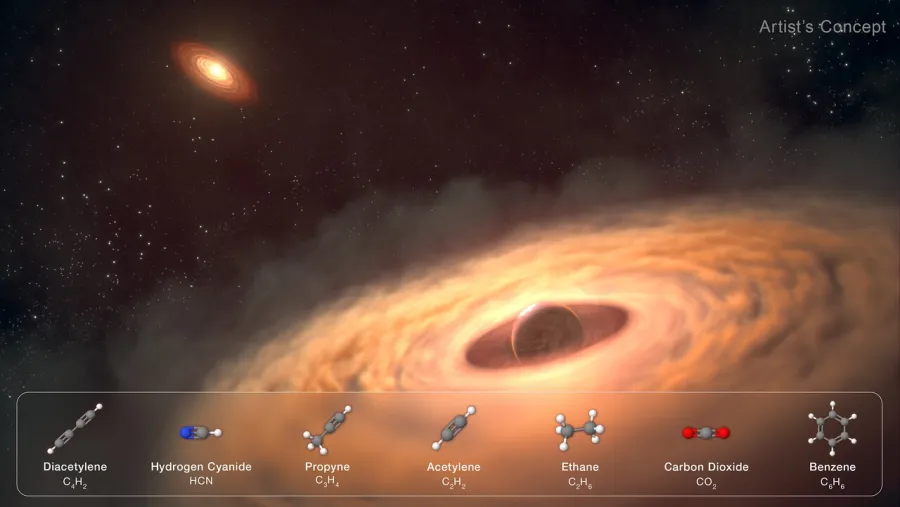 Artist's Concept
Diacetylene
C₄H₂
Hydrogen Cyanide
HCN
Propyne
C₃H₄
Acetylene
C₂H₂
Ethane
C₂H₆
Carbon Dioxide
CO₂
Benzene
C₆H₆